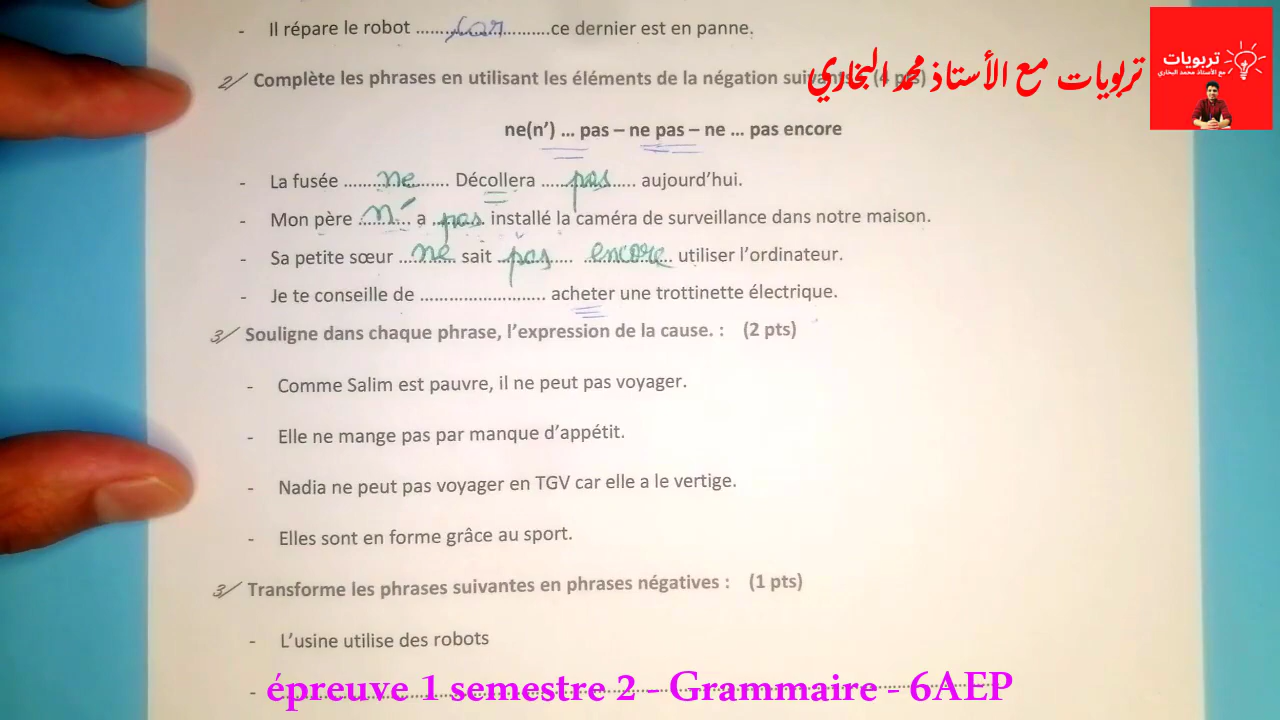 - Il répare le robot ........car...........ce dernier est en panne.
2/ Complète les phrases en utilisant les éléments de la négation suivants (4 pts)
تربويات مع الأستاذ محمد البخاري
تربويات
مع الأستاذ محمد البخاري
ne(n') ... pas – ne pas – ne ... pas encore
- La fusée .......ne....... Décollera ......pas...... aujourd'hui.
- Mon père ...n'... a ...pas... installé la caméra de surveillance dans notre maison.
- Sa petite sœur ...ne... sait ...pas... ...encore... utiliser l'ordinateur.
- Je te conseille de .......................... acheter une trottinette électrique.
3/ Souligne dans chaque phrase, l'expression de la cause. : (2 pts)
- Comme Salim est pauvre, il ne peut pas voyager.
- Elle ne mange pas par manque d'appétit.
- Nadia ne peut pas voyager en TGV car elle a le vertige.
- Elles sont en forme grâce au sport.
3/ Transforme les phrases suivantes en phrases négatives : (1 pts)
- L'usine utilise des robots
épreuve 1 semestre 2 - Grammaire - 6AEP